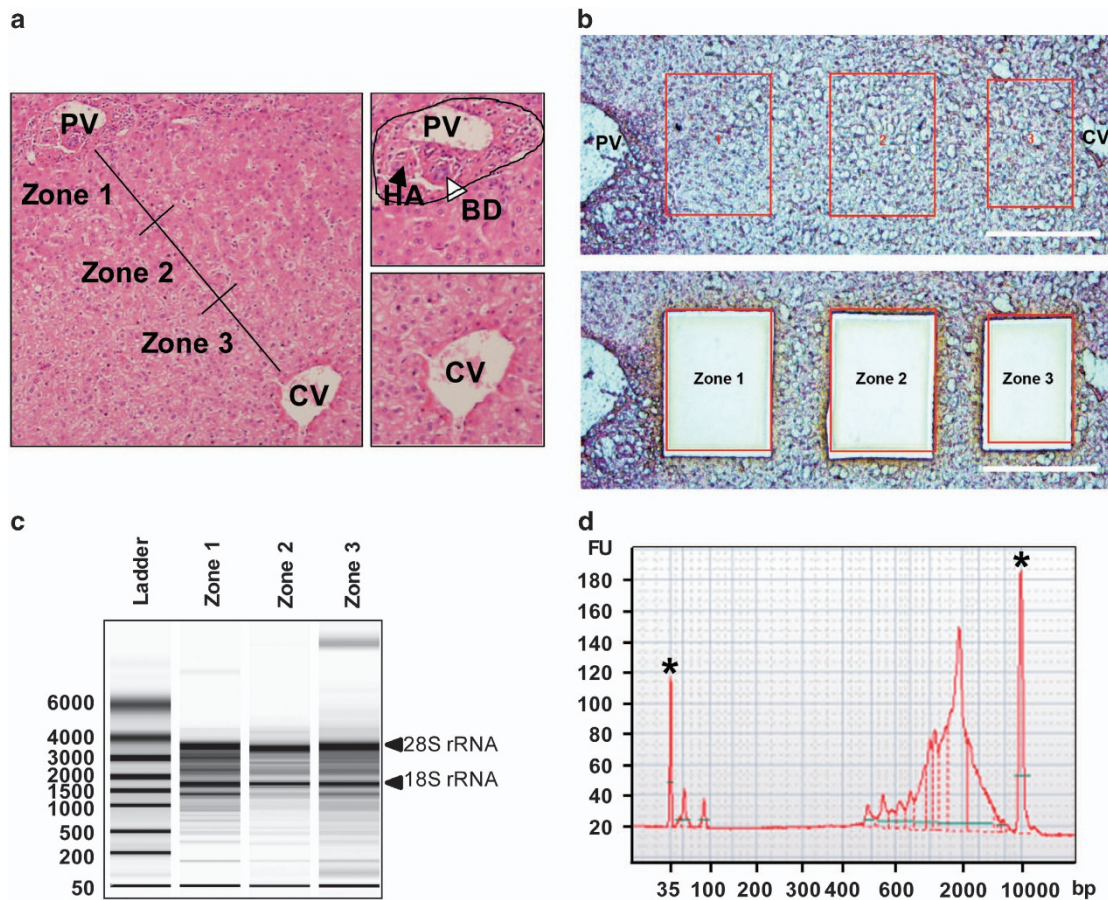 a
PV
Zone 1
Zone 2
Zone 3
CV
PV
HA
BD
CV
b
PV
1
2
3
CV
Zone 1
Zone 2
Zone 3
c
Ladder
Zone 1
Zone 2
Zone 3
6000
4000
3000
2000
1500
1000
500
200
50
28S rRNA
18S rRNA
d
FU
180
160
140
120
100
80
60
40
20
*
*
35 100 200 300 400 600 2000 10000 bp